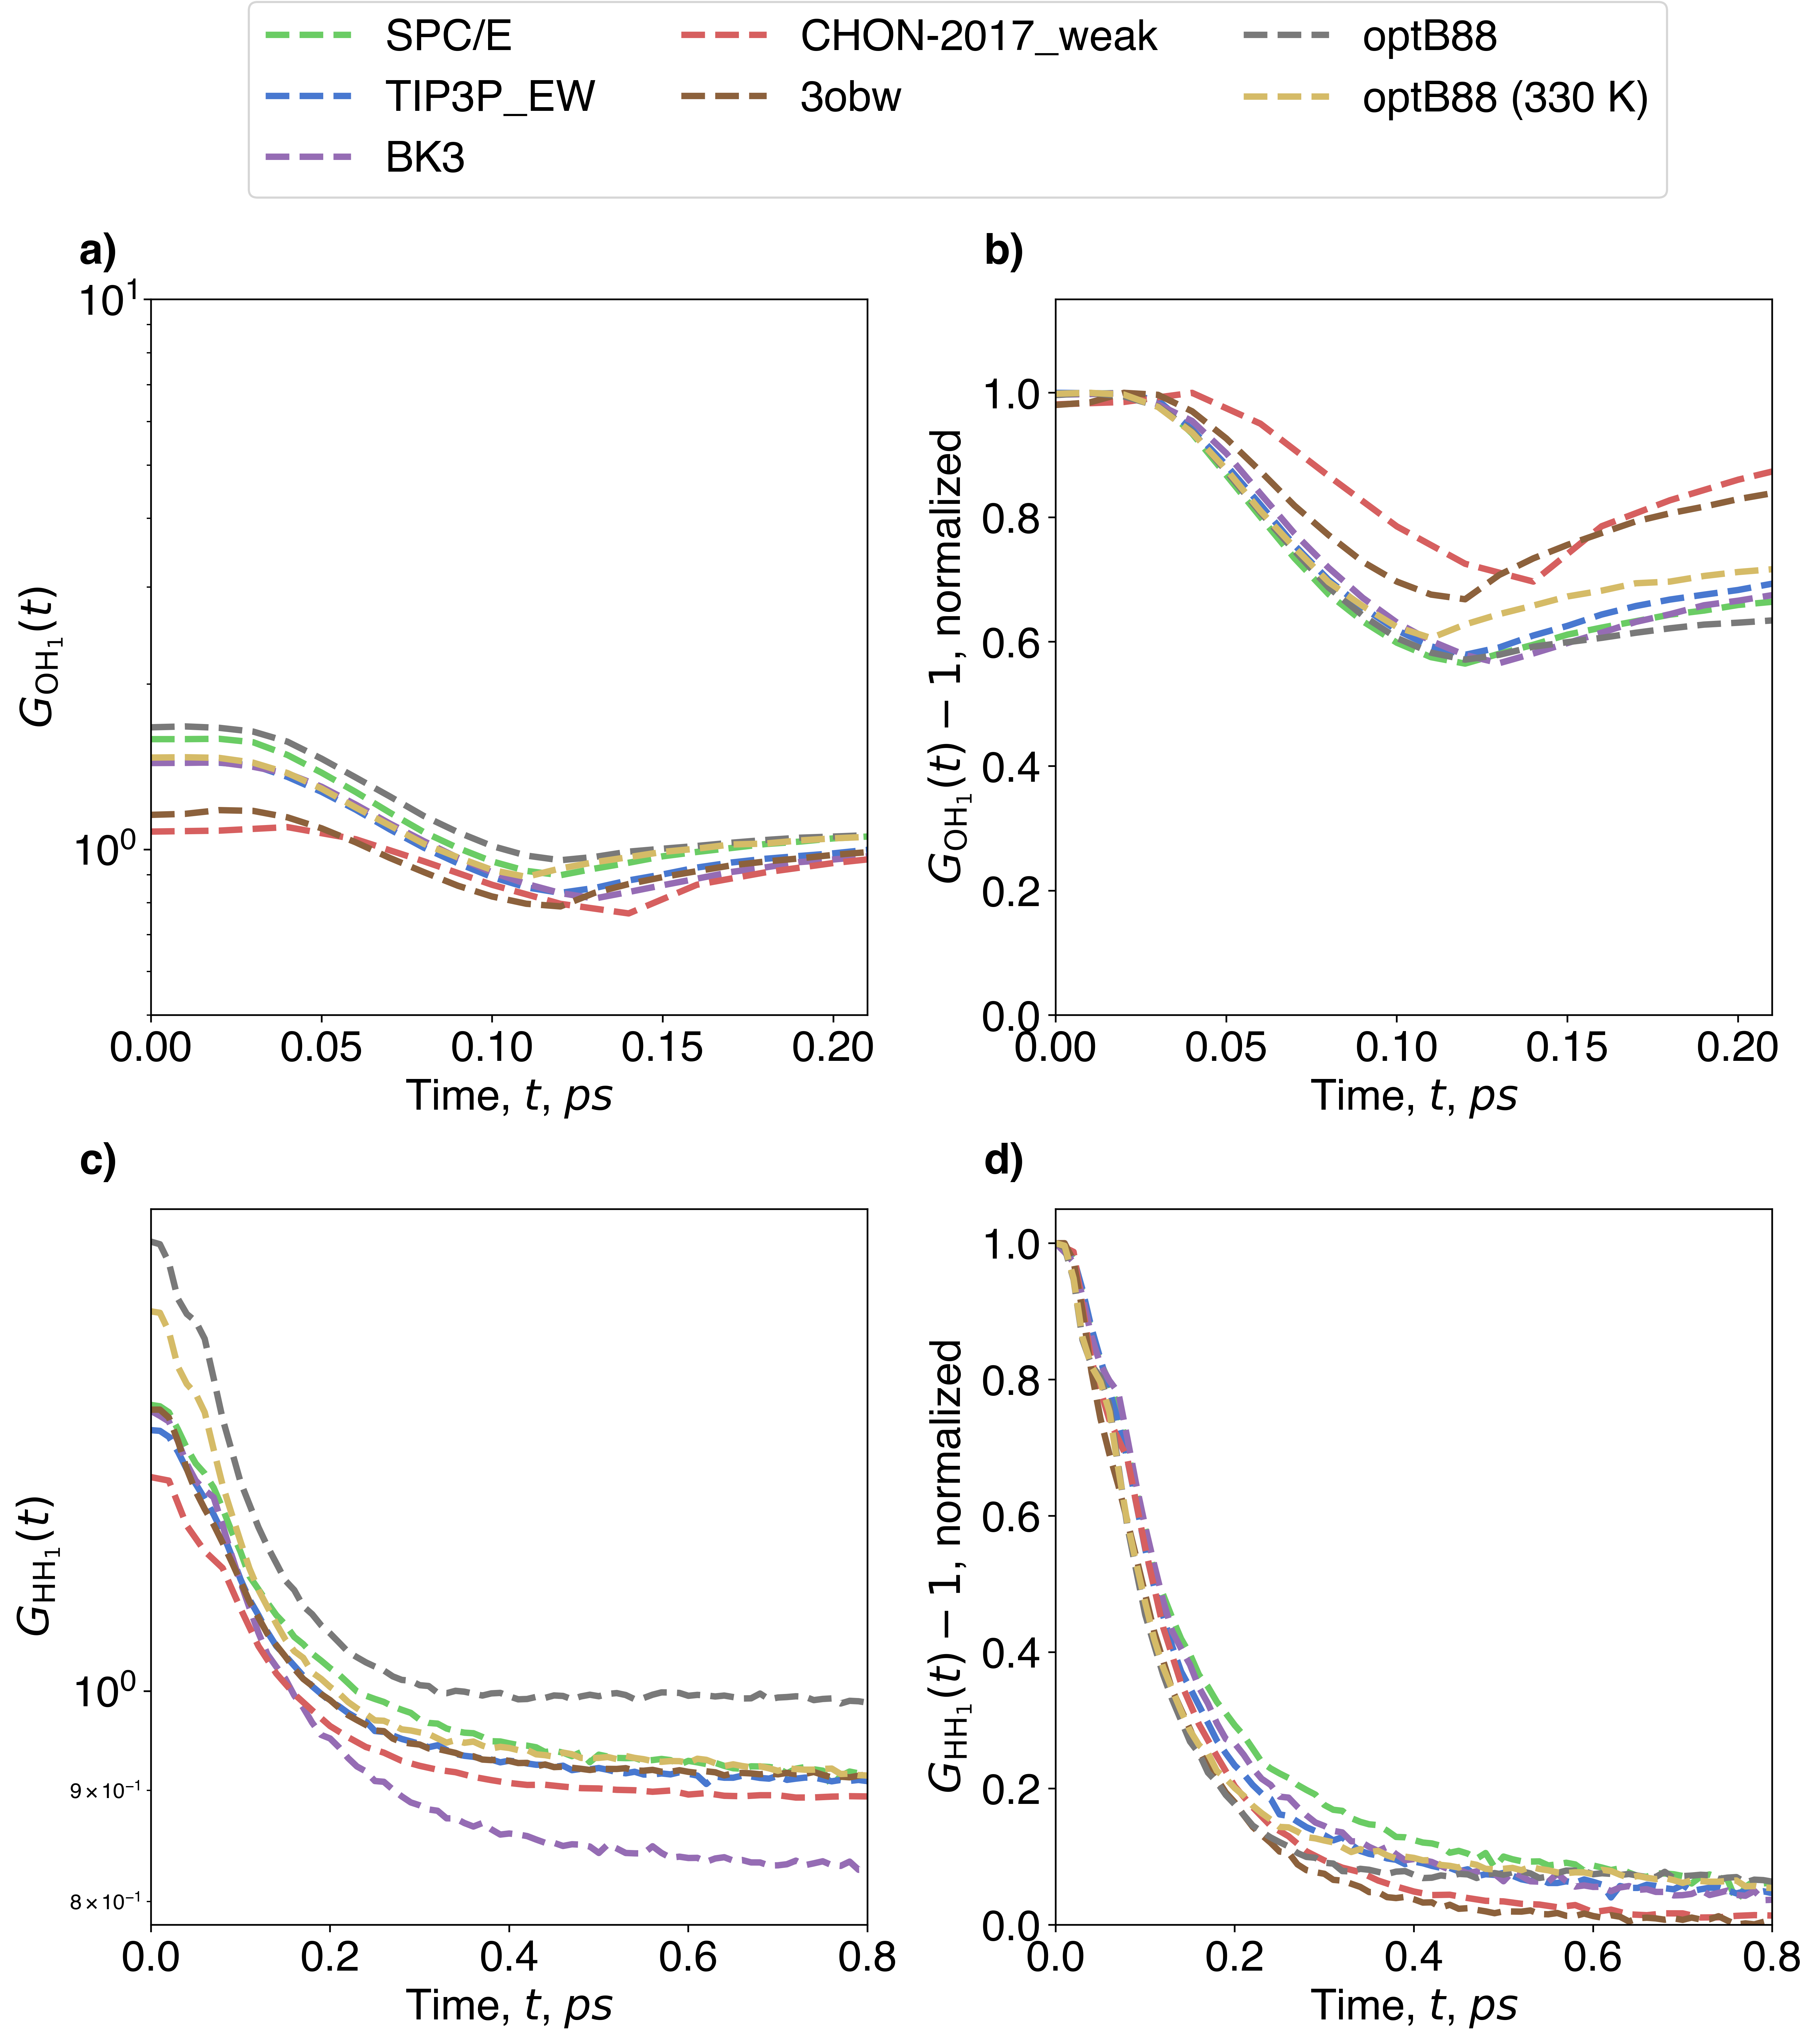 SPC/E
TIP3P_EW
BK3
CHON-2017_weak
3obw
optB88
optB88 (330 K)
a)
10¹
10⁰
G_OH₁(t)
0.00 0.05 0.10 0.15 0.20
Time, t, ps
b)
1.0
0.8
0.6
0.4
0.2
0.0
G_OH₁(t) − 1, normalized
0.00 0.05 0.10 0.15 0.20
Time, t, ps
c)
10⁰
9 × 10⁻¹
8 × 10⁻¹
G_HH₁(t)
0.0 0.2 0.4 0.6 0.8
Time, t, ps
d)
1.0
0.8
0.6
0.4
0.2
0.0
G_HH₁(t) − 1, normalized
0.0 0.2 0.4 0.6 0.8
Time, t, ps